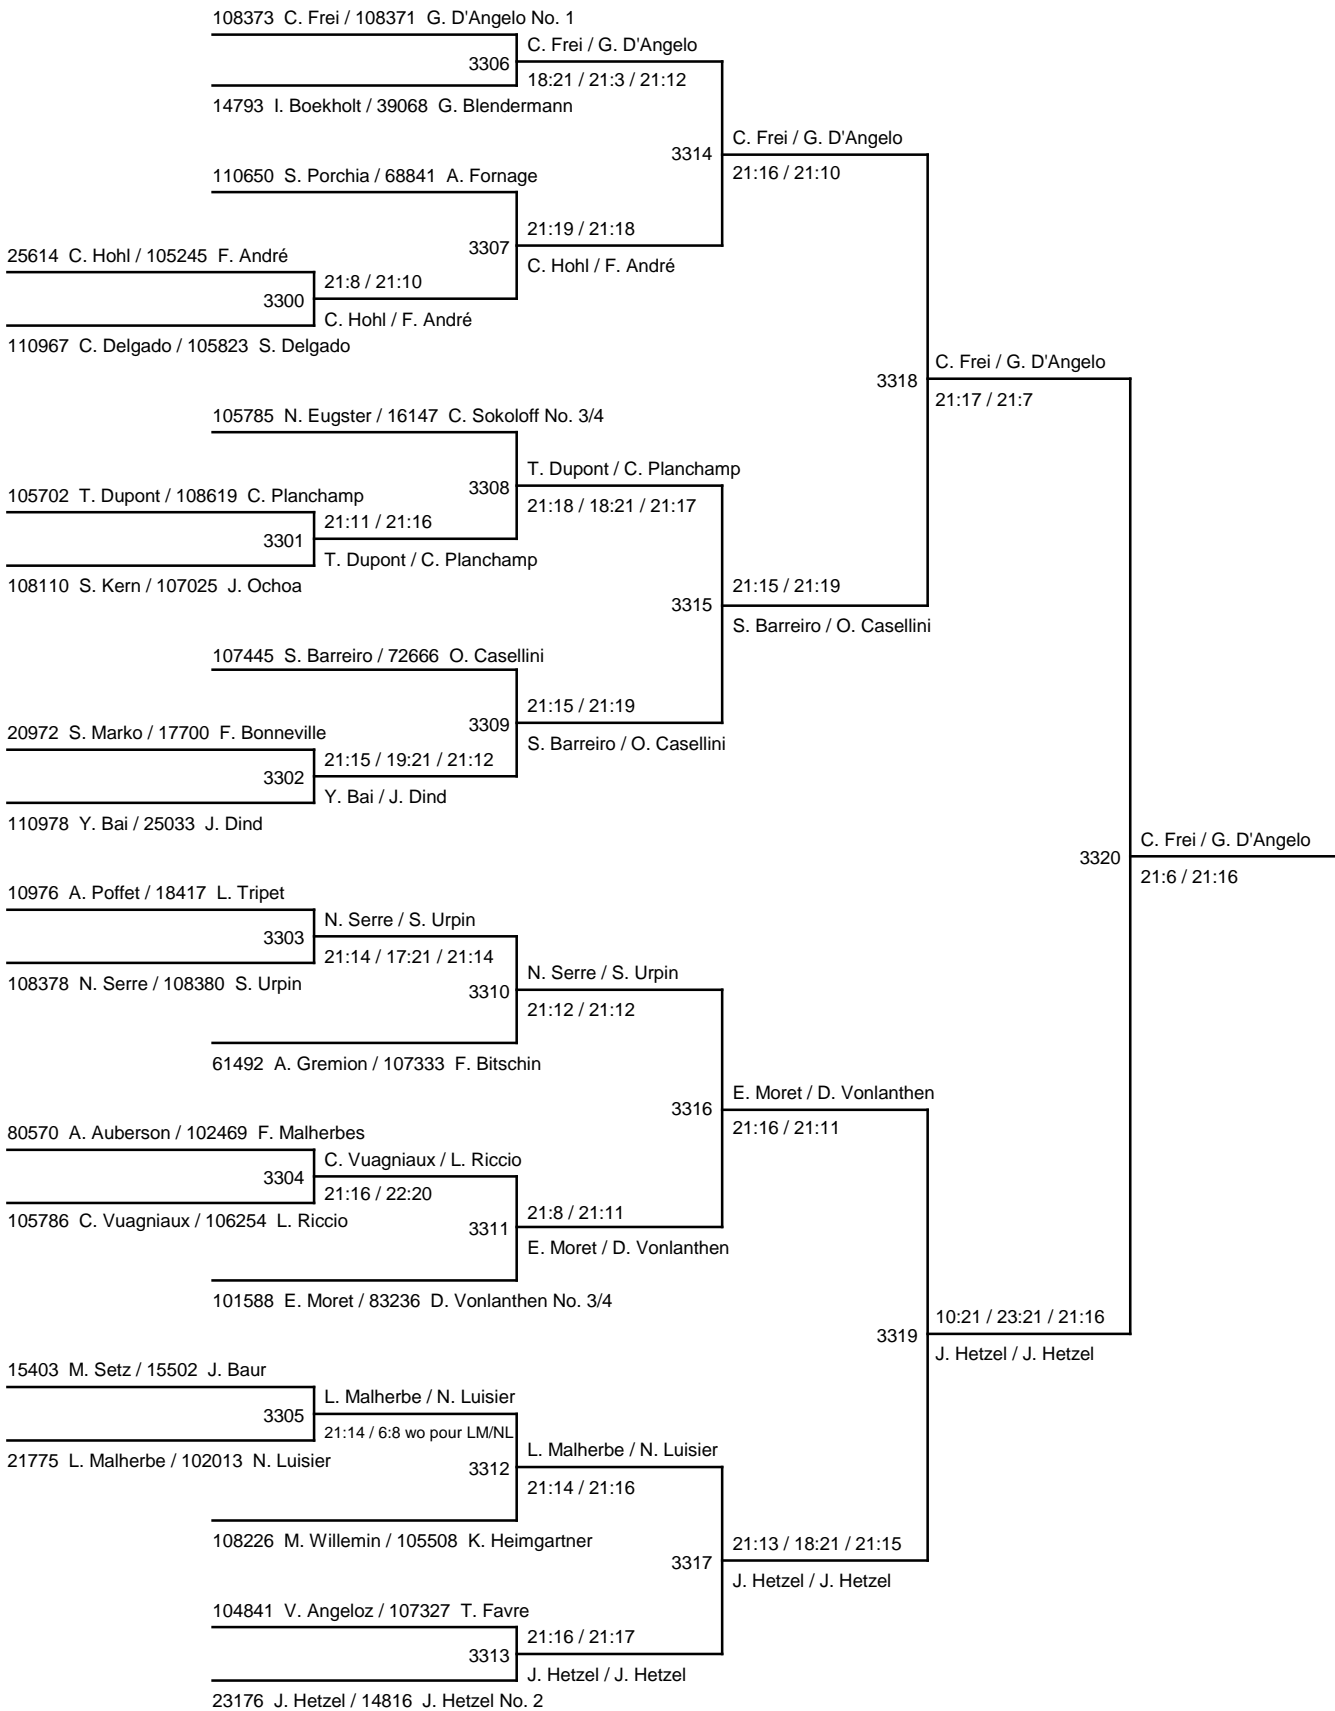 108373 C. Frei / 108371 G. D'Angelo No. 1
C. Frei / G. D'Angelo
3306
18:21 / 21:3 / 21:12
14793 I. Boekholt / 39068 G. Blendermann
C. Frei / G. D'Angelo
3314
21:16 / 21:10
110650 S. Porchia / 68841 A. Fornage
21:19 / 21:18
3307
25614 C. Hohl / 105245 F. André
C. Hohl / F. André
21:8 / 21:10
3300
C. Hohl / F. André
110967 C. Delgado / 105823 S. Delgado
C. Frei / G. D'Angelo
3318
21:17 / 21:7
105785 N. Eugster / 16147 C. Sokoloff No. 3/4
T. Dupont / C. Planchamp
3308
105702 T. Dupont / 108619 C. Planchamp
21:18 / 18:21 / 21:17
21:11 / 21:16
3301
T. Dupont / C. Planchamp
108110 S. Kern / 107025 J. Ochoa
21:15 / 21:19
3315
S. Barreiro / O. Casellini
107445 S. Barreiro / 72666 O. Casellini
21:15 / 21:19
3309
20972 S. Marko / 17700 F. Bonneville
S. Barreiro / O. Casellini
21:15 / 19:21 / 21:12
3302
Y. Bai / J. Dind
110978 Y. Bai / 25033 J. Dind
C. Frei / G. D'Angelo
3320
21:6 / 21:16
10976 A. Poffet / 18417 L. Tripet
N. Serre / S. Urpin
3303
21:14 / 17:21 / 21:14
N. Serre / S. Urpin
108378 N. Serre / 108380 S. Urpin
3310
21:12 / 21:12
61492 A. Gremion / 107333 F. Bitschin
E. Moret / D. Vonlanthen
3316
21:16 / 21:11
80570 A. Auberson / 102469 F. Malherbes
C. Vuagniaux / L. Riccio
3304
21:16 / 22:20
21:8 / 21:11
105786 C. Vuagniaux / 106254 L. Riccio
3311
E. Moret / D. Vonlanthen
101588 E. Moret / 83236 D. Vonlanthen No. 3/4
10:21 / 23:21 / 21:16
3319
J. Hetzel / J. Hetzel
15403 M. Setz / 15502 J. Baur
L. Malherbe / N. Luisier
3305
21:14 / 6:8 wo pour LM/NL
L. Malherbe / N. Luisier
21775 L. Malherbe / 102013 N. Luisier
3312
21:14 / 21:16
108226 M. Willemin / 105508 K. Heimgartner
21:13 / 18:21 / 21:15
3317
J. Hetzel / J. Hetzel
104841 V. Angeloz / 107327 T. Favre
21:16 / 21:17
3313
J. Hetzel / J. Hetzel
23176 J. Hetzel / 14816 J. Hetzel No. 2